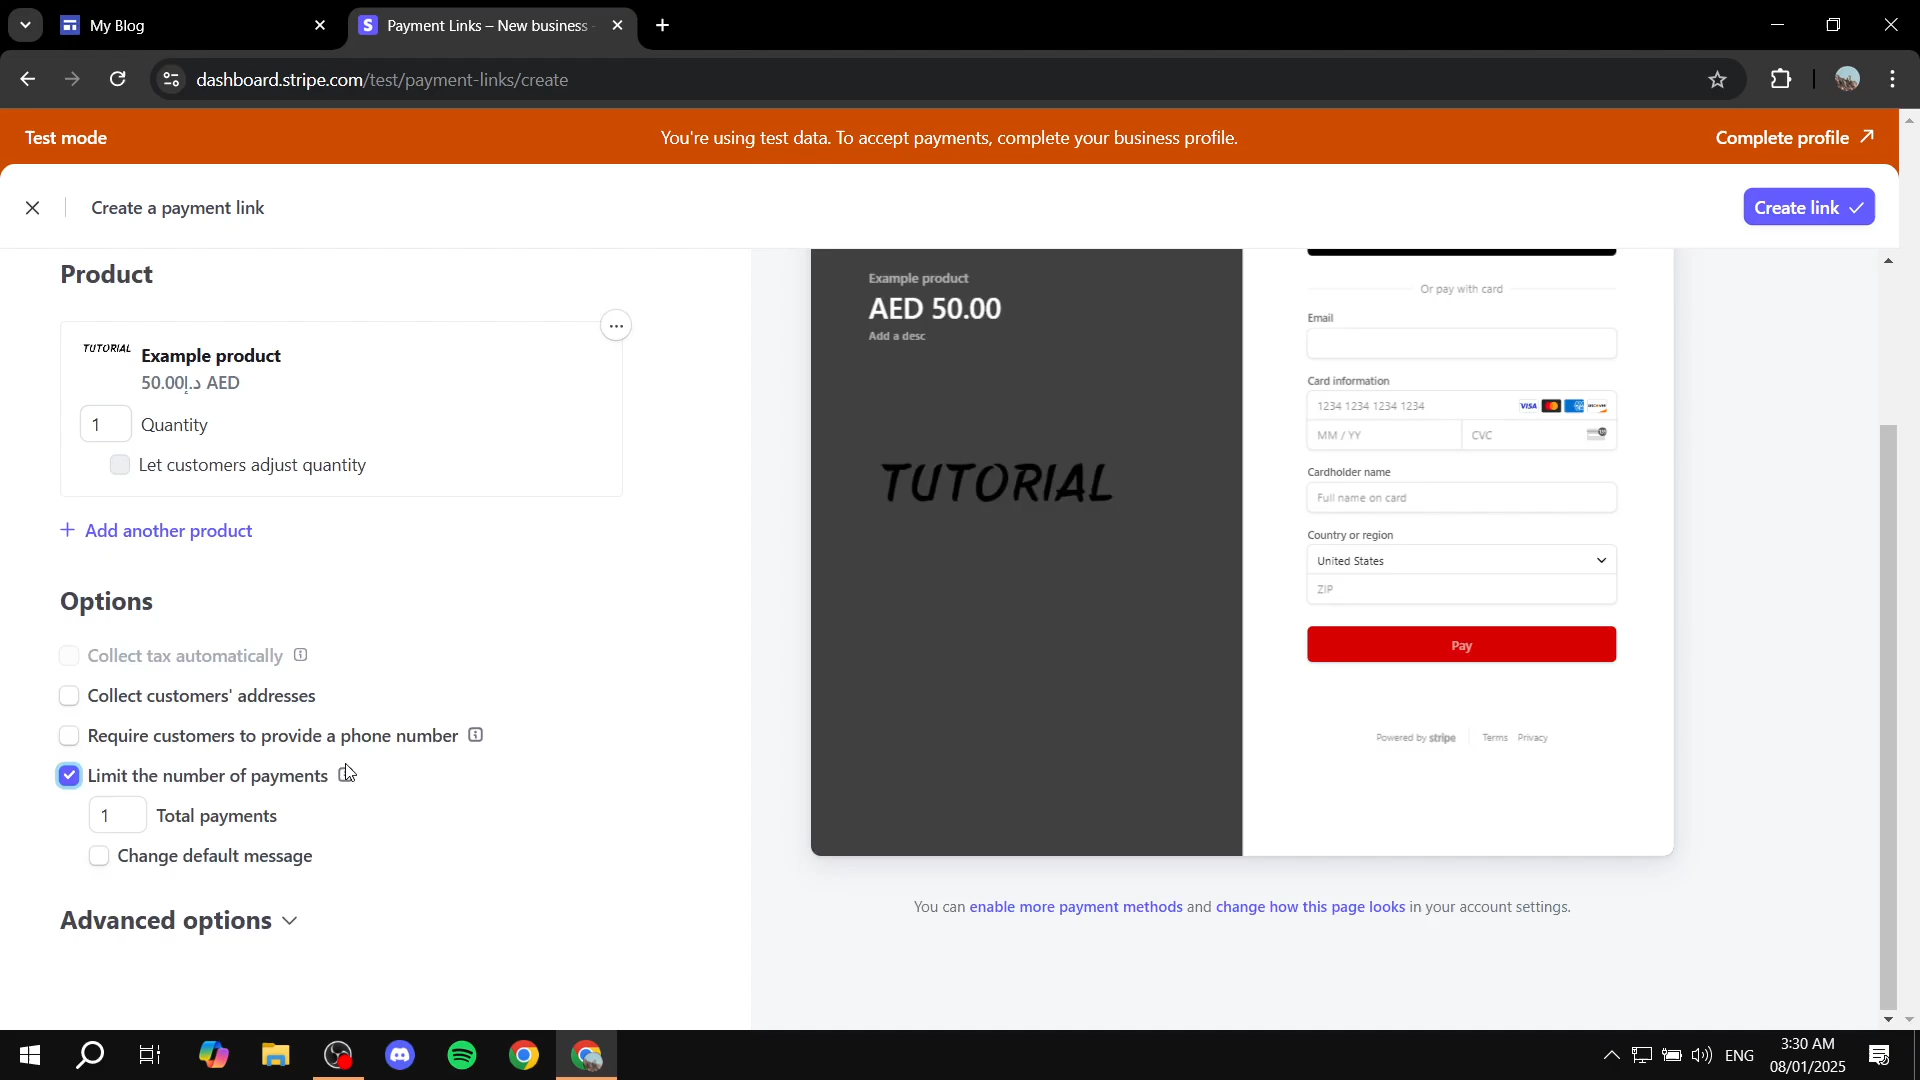 My Blog
Payment Links – New business -
dashboard.stripe.com/test/payment-links/create
Test mode
You're using test data. To accept payments, complete your business profile.
Complete profile
Create a payment link
Create link
Product
TUTORIAL
Example product
50.00د.إ AED
1 Quantity
Let customers adjust quantity
+ Add another product
Options
Collect tax automatically
Collect customers' addresses
Require customers to provide a phone number
Limit the number of payments
1 Total payments
Change default message
Advanced options
Example product
AED 50.00
Add a desc
TUTORIAL
Or pay with card
Email
Card information
1234 1234 1234 1234
VISA
MM / YY
CVC
Cardholder name
Full name on card
Country or region
United States
ZIP
Pay
Powered by stripe
Terms Privacy
You can enable more payment methods and change how this page looks in your account settings.
ENG
3:30 AM
08/01/2025